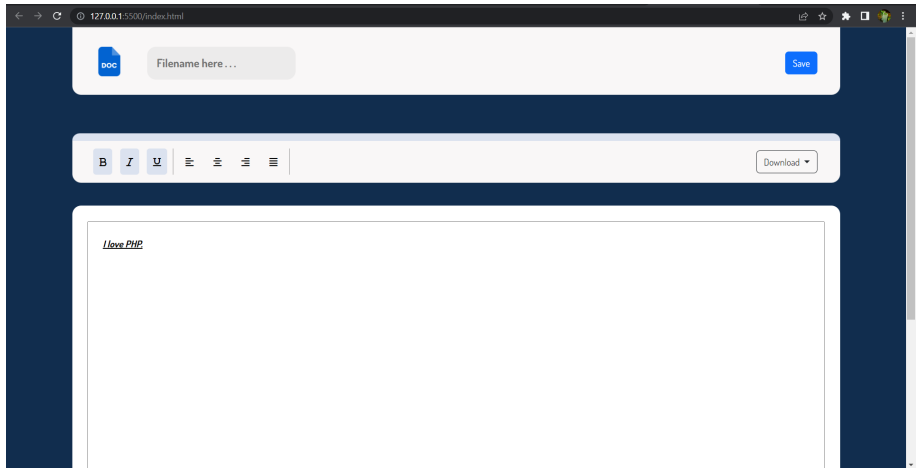 127.0.0.1:5500/index.html
DOC
Filename here . . .
Save
B I U
Download
I love PHP.